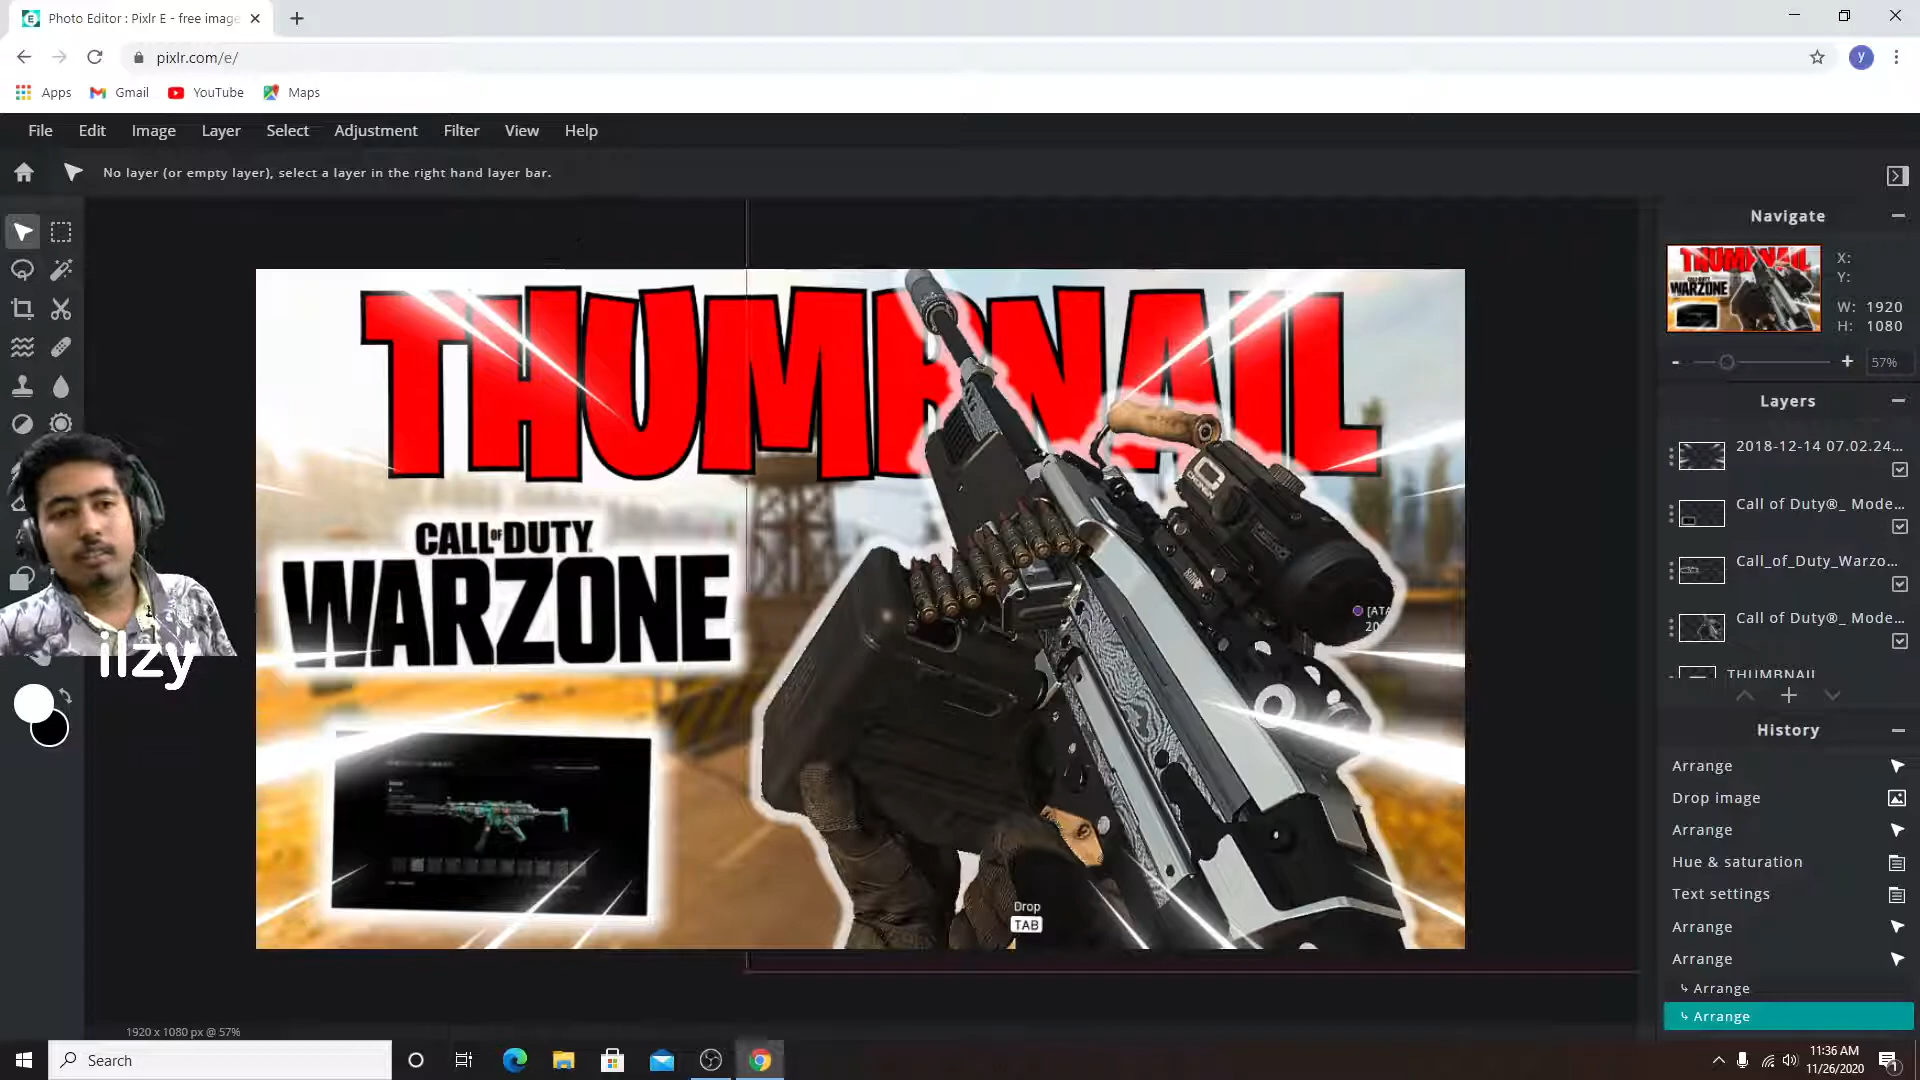 Photo Editor : Pixlr E - free image
pixlr.com/e/
y
Apps
Gmail
YouTube
Maps
File
Edit
Image
Layer
Select
Adjustment
Filter
View
Help
No layer (or empty layer), select a layer in the right hand layer bar.
Navigate
X:
Y:
W: 1920
H: 1080
57%
Layers
2018-12-14 07.02.24...
Call of Duty®_ Mode...
Call_of_Duty_Warzo...
Call of Duty®_ Mode...
THUMBNAIL
History
Arrange
Drop image
Arrange
Hue & saturation
Text settings
Arrange
Arrange
Arrange
Arrange
THUMBNAIL
CALL OF DUTY
WARZONE
[ATA
20
Drop
TAB
ilzy
1920 x 1080 px @ 57%
Search
11:36 AM
11/26/2020
1